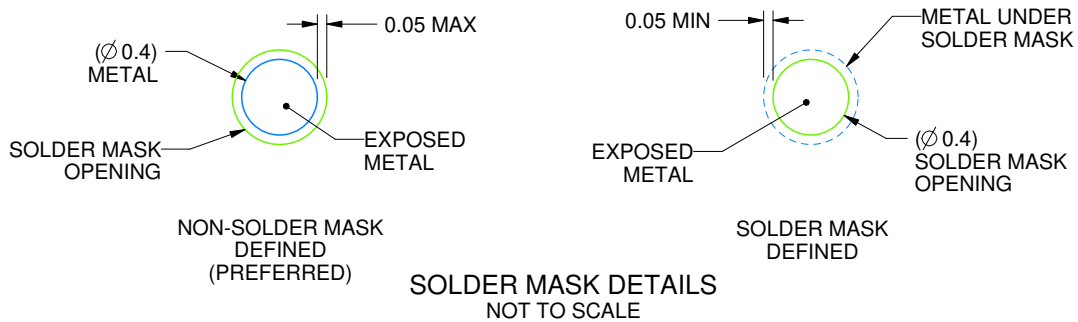 0.05 MAX
(Ø 0.4)
METAL
SOLDER MASK
OPENING
EXPOSED
METAL
NON-SOLDER MASK
DEFINED
(PREFERRED)
0.05 MIN
METAL UNDER
SOLDER MASK
EXPOSED
METAL
(Ø 0.4)
SOLDER MASK
OPENING
SOLDER MASK
DEFINED
SOLDER MASK DETAILS
NOT TO SCALE